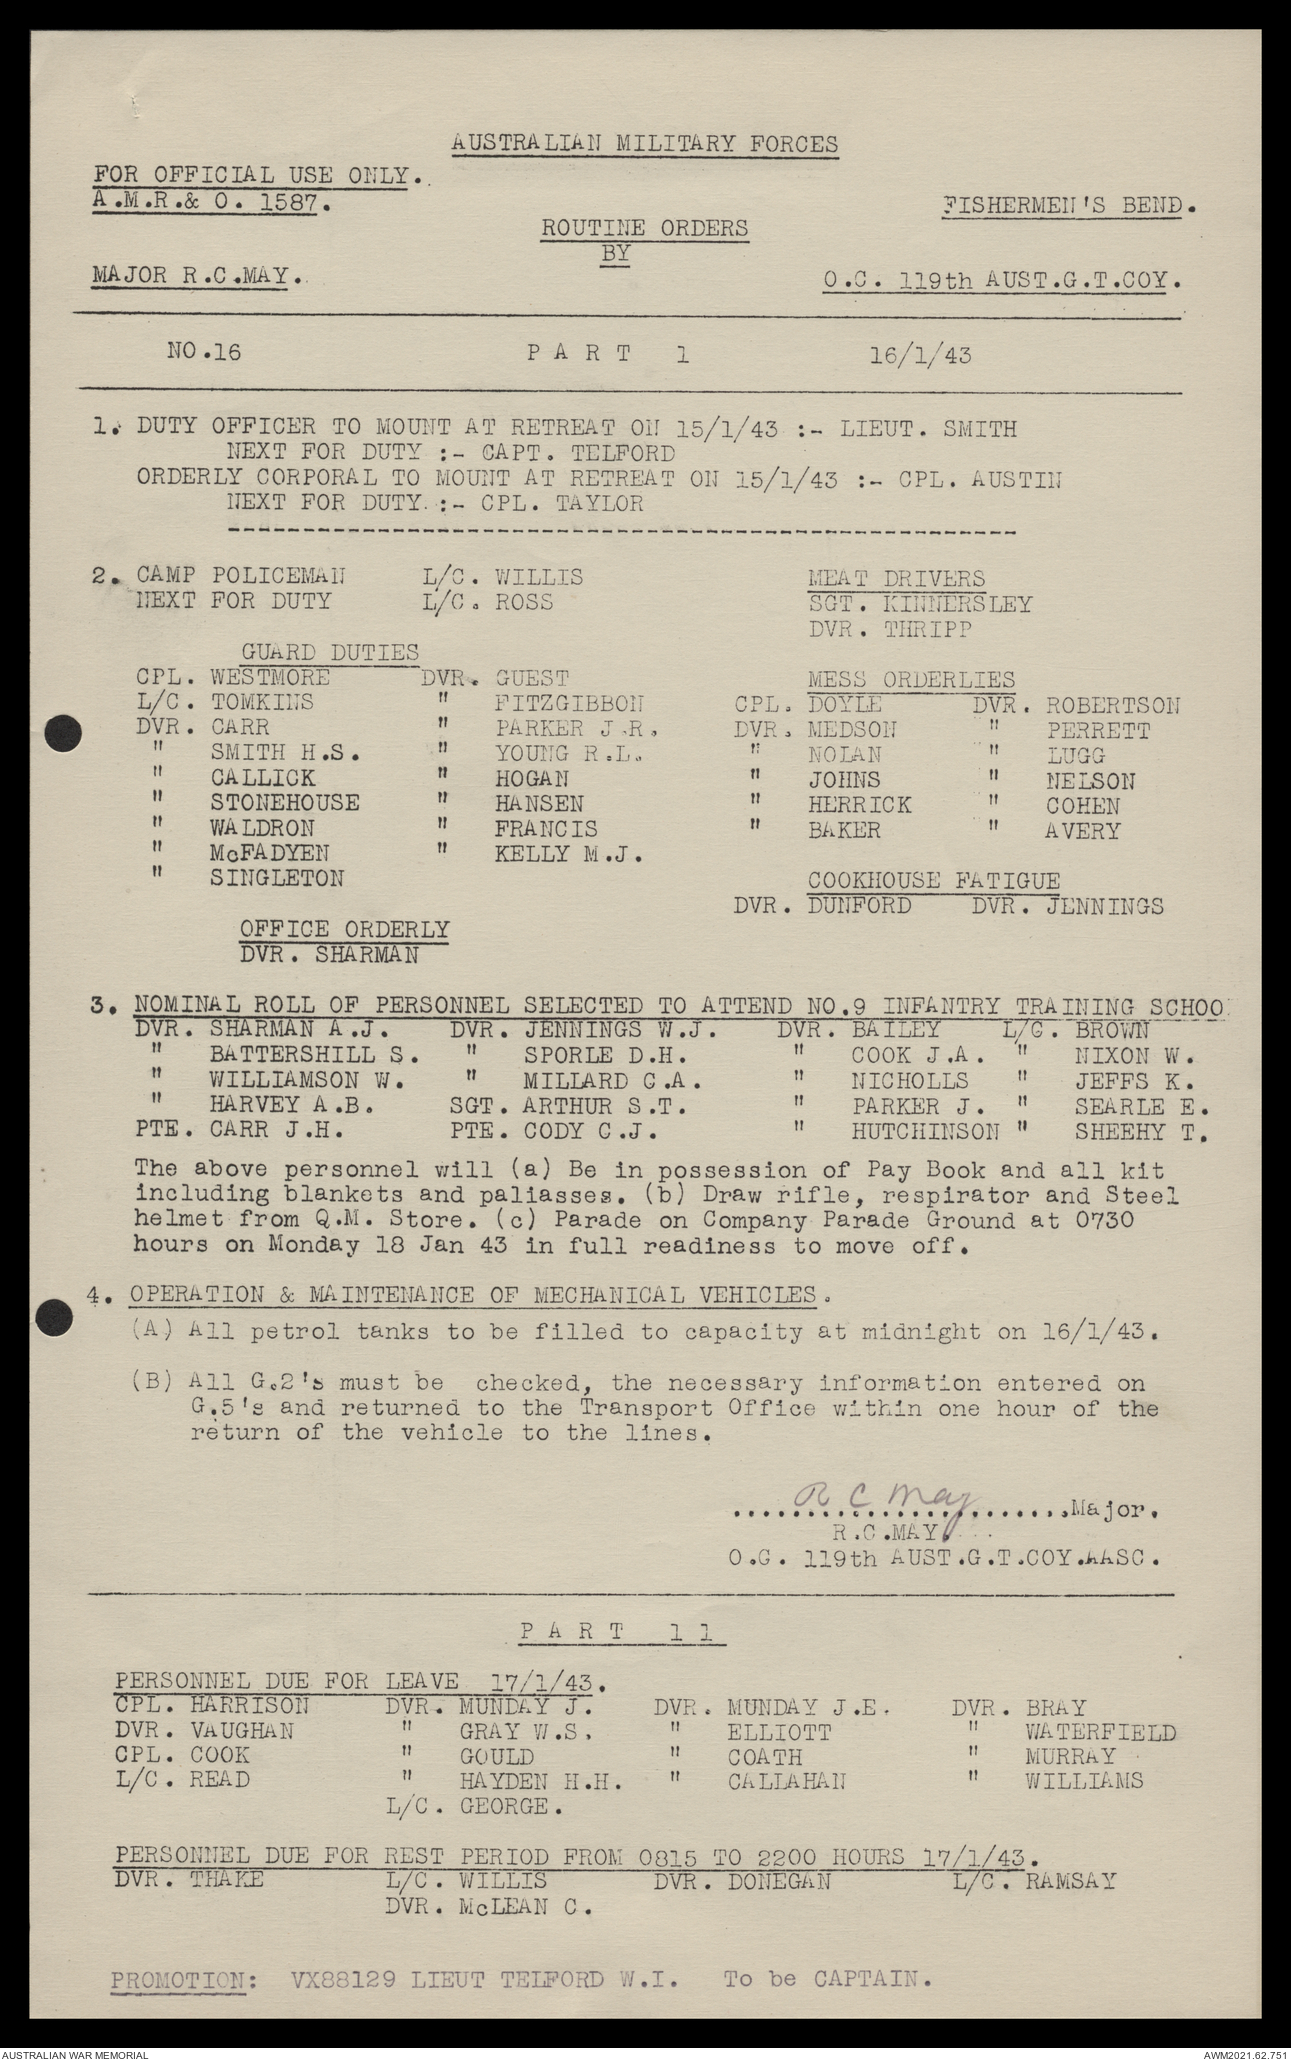 AUSTRALIAN MILITARY FORCES
FOR OFFICIAL USE ONLY.
A.M.R.& O. 1587.
FISHERMEN'S BEND.
ROUTINE ORDERS
BY
MAJOR R.C.MAY.
O.C. 119th AUST.G.T.COY.
NO.16 P A R T 1 16/1/43
1. DUTY OFFICER TO MOUNT AT RETREAT ON 15/1/43 :- LIEUT. SMITH
NEXT FOR DUTY :- CAPT. TELFORD
ORDERLY CORPORAL TO MOUNT AT RETREAT ON 15/1/43 :- CPL. AUSTIN
NEXT FOR DUTY :- CPL. TAYLOR
2. CAMP POLICEMAN L/C. WILLIS
NEXT FOR DUTY L/C. ROSS
MEAT DRIVERS
SGT. KINNERSLEY
DVR. THRIPP
GUARD DUTIES
CPL. WESTMORE DVR. GUEST
L/C. TOMKINS " FITZGIBBON
DVR. CARR " PARKER J.R.
" SMITH H.S. " YOUNG R.L.
" CALLICK " HOGAN
" STONEHOUSE " HANSEN
" WALDRON " FRANCIS
" McFADYEN " KELLY M.J.
" SINGLETON
MESS ORDERLIES
CPL. DOYLE DVR. ROBERTSON
DVR. MEDSON " PERRETT
" NOLAN " LUGG
" JOHNS " NELSON
" HERRICK " COHEN
" BAKER " AVERY
COOKHOUSE FATIGUE
DVR. DUNFORD DVR. JENNINGS
OFFICE ORDERLY
DVR. SHARMAN
3. NOMINAL ROLL OF PERSONNEL SELECTED TO ATTEND NO.9 INFANTRY TRAINING SCHOO
DVR. SHARMAN A.J. DVR. JENNINGS W.J. DVR. BAILEY L/C. BROWN
" BATTERSHILL S. " SPORLE D.H. " COOK J.A. " NIXON W.
" WILLIAMSON W. " MILLARD C.A. " NICHOLLS " JEFFS K.
" HARVEY A.B. SGT. ARTHUR S.T. " PARKER J. " SEARLE E.
PTE. CARR J.H. PTE. CODY C.J. " HUTCHINSON " SHEEHY T.
The above personnel will (a) Be in possession of Pay Book and all kit
including blankets and paliasses. (b) Draw rifle, respirator and Steel
helmet from Q.M. Store. (c) Parade on Company Parade Ground at 0730
hours on Monday 18 Jan 43 in full readiness to move off.
4. OPERATION & MAINTENANCE OF MECHANICAL VEHICLES.
(A) All petrol tanks to be filled to capacity at midnight on 16/1/43.
(B) All G.2's must be checked, the necessary information entered on
G.5's and returned to the Transport Office within one hour of the
return of the vehicle to the lines.
R C May
.......................Major.
R.C.MAY.
O.C. 119th AUST.G.T.COY.AASC.
P A R T 11
PERSONNEL DUE FOR LEAVE 17/1/43.
CPL. HARRISON DVR. MUNDAY J. DVR. MUNDAY J.E. DVR. BRAY
DVR. VAUGHAN " GRAY W.S. " ELLIOTT " WATERFIELD
CPL. COOK " GOULD " COATH " MURRAY
L/C. READ " HAYDEN H.H. " CALLAHAN " WILLIAMS
L/C. GEORGE.
PERSONNEL DUE FOR REST PERIOD FROM 0815 TO 2200 HOURS 17/1/43.
DVR. THAKE L/C. WILLIS DVR. DONEGAN L/C. RAMSAY
DVR. McLEAN C.
PROMOTION: VX88129 LIEUT TELFORD W.I. To be CAPTAIN.
AUSTRALIAN WAR MEMORIAL
AWM2021.62.751